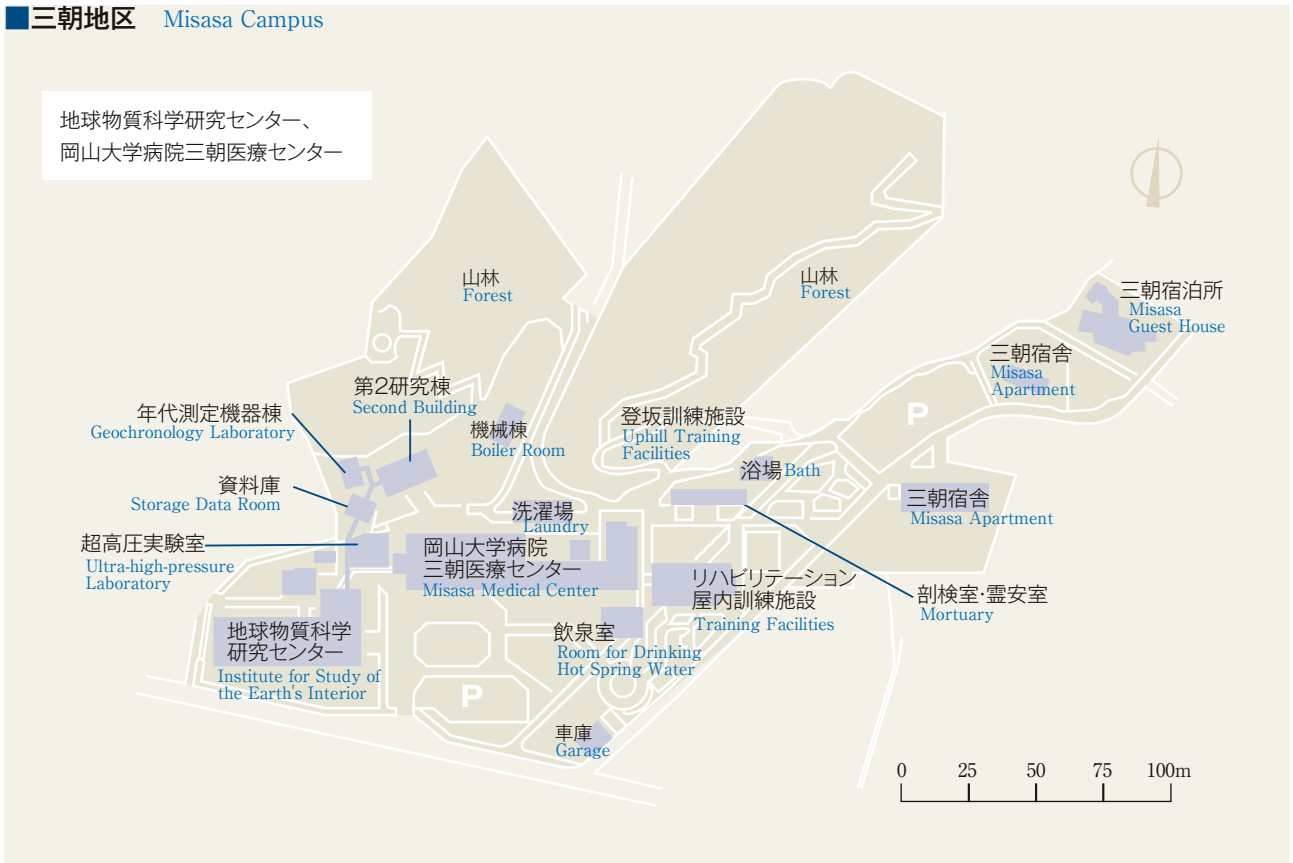 三朝地区 Misasa Campus
地球物質科学研究センター、
岡山大学病院三朝医療センター
山林
Forest
山林
Forest
三朝宿泊所
Misasa
Guest House
三朝宿舎
Misasa
Apartment
第2研究棟
Second Building
年代測定機器棟
Geochronology Laboratory
機械棟
Boiler Room
登坂訓練施設
Uphill Training
Facilities
P
浴場 Bath
資料庫
Storage Data Room
三朝宿舎
Misasa Apartment
洗濯場
Laundry
超高圧実験室
Ultra-high-pressure
Laboratory
岡山大学病院
三朝医療センター
Misasa Medical Center
リハビリテーション
屋内訓練施設
Training Facilities
剖検室・霊安室
Mortuary
地球物質科学
研究センター
Institute for Study of
the Earth's Interior
飲泉室
Room for Drinking
Hot Spring Water
P
車庫
Garage
0 25 50 75 100m